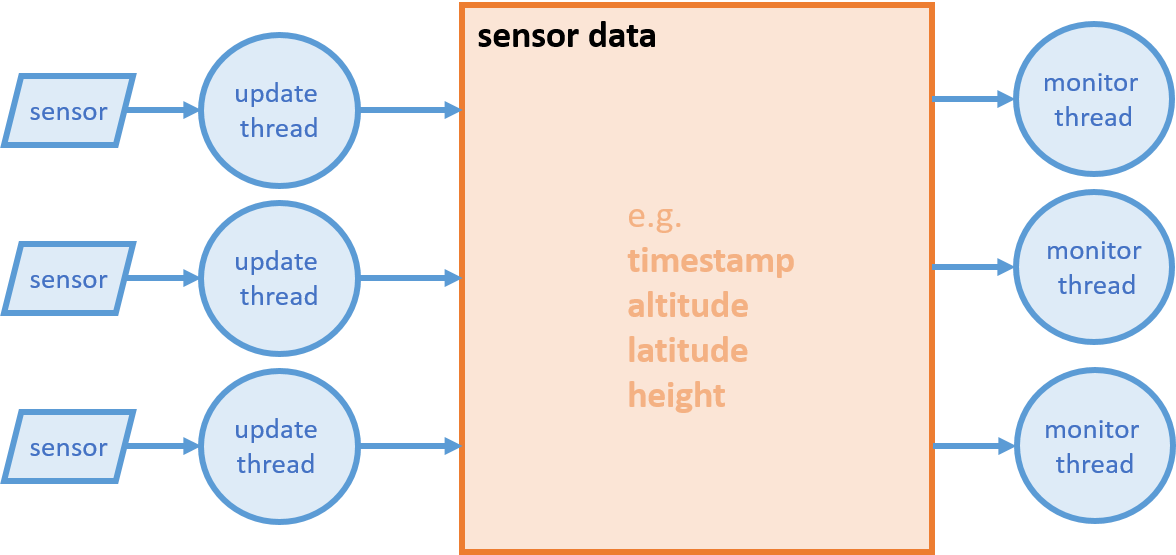 sensor data
sensor
update
thread
sensor
update
thread
sensor
update
thread
e.g.
timestamp
altitude
latitude
height
monitor
thread
monitor
thread
monitor
thread